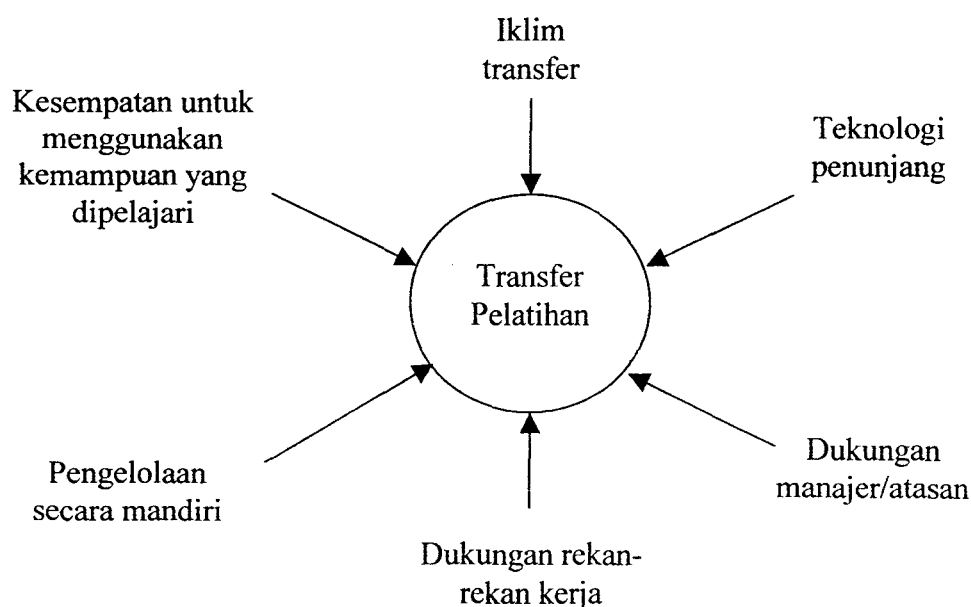 Iklim
transfer
Kesempatan untuk
menggunakan
kemampuan yang
dipelajari
Teknologi
penunjang
Transfer
Pelatihan
Pengelolaan
secara mandiri
Dukungan
manajer/atasan
Dukungan rekan-
rekan kerja